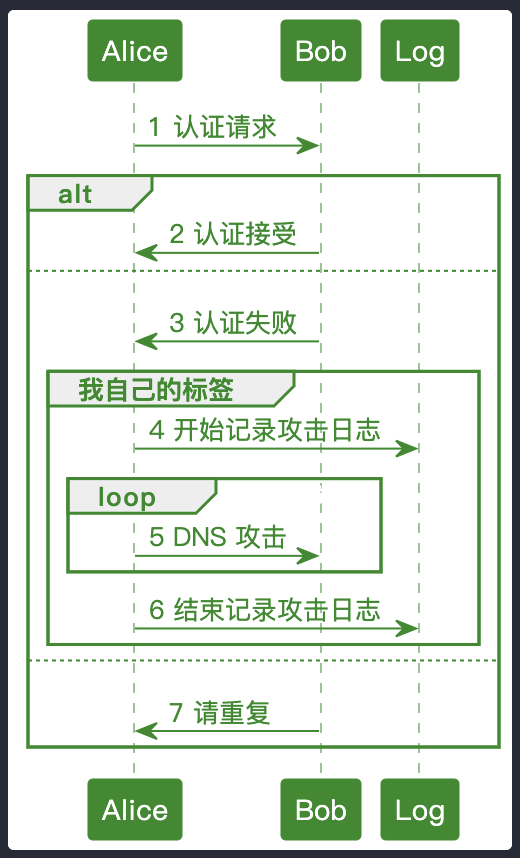 Alice Bob Log
1 认证请求
alt
2 认证接受
3 认证失败
我自己的标签
4 开始记录攻击日志
loop
5 DNS 攻击
6 结束记录攻击日志
7 请重复
Alice Bob Log